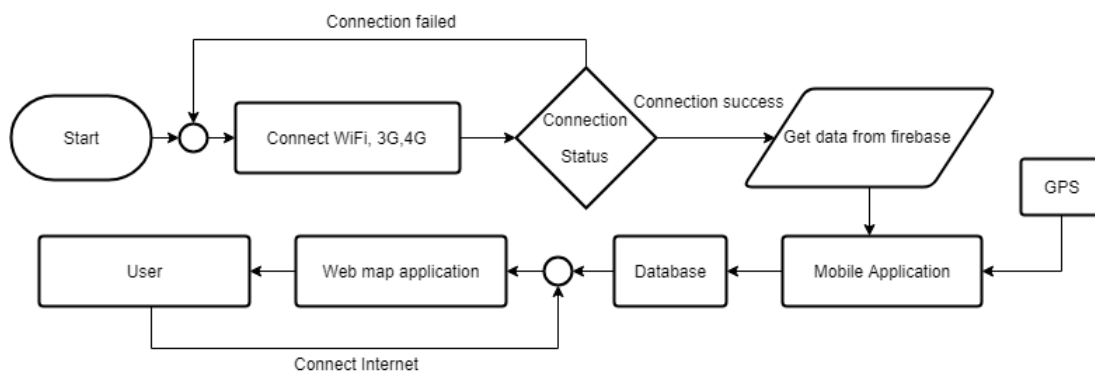 Connection failed
Start
Connect WiFi, 3G,4G
Connection
Status
Connection success
Get data from firebase
GPS
User
Web map application
Database
Mobile Application
Connect Internet